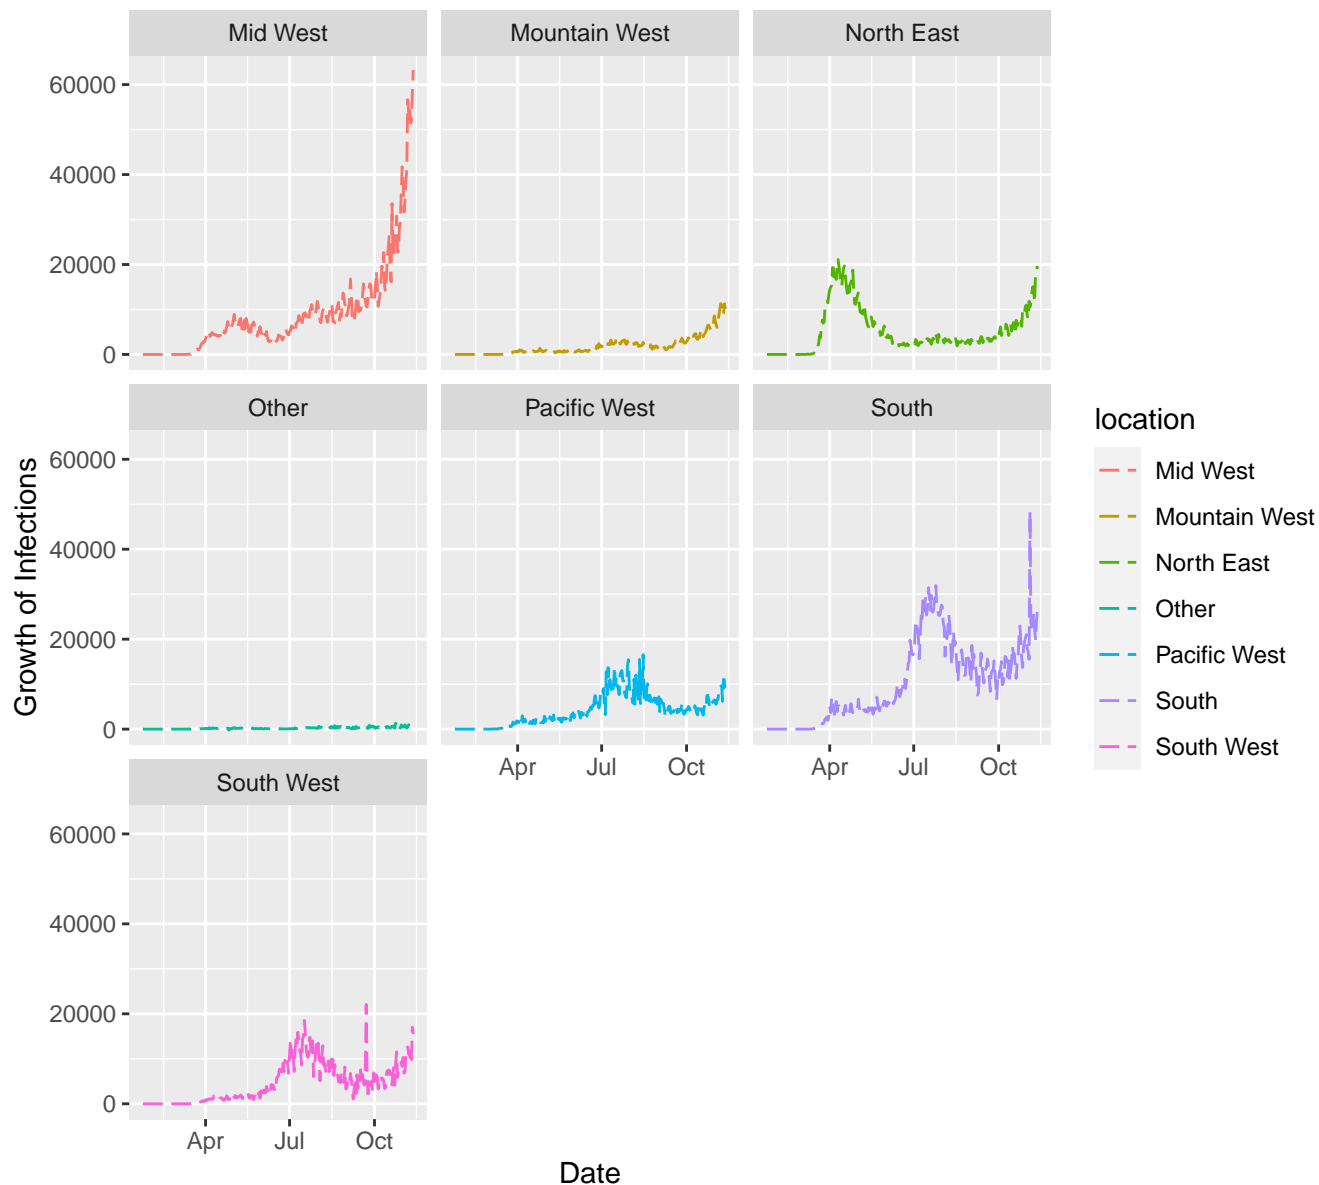 Mid West
Mountain West
North East
60000
40000
20000
0
Other
Pacific West
South
60000
40000
20000
0
Apr
Jul
Oct
Apr
Jul
Oct
South West
60000
40000
20000
0
Apr
Jul
Oct
Growth of Infections
Date
location
Mid West
Mountain West
North East
Other
Pacific West
South
South West